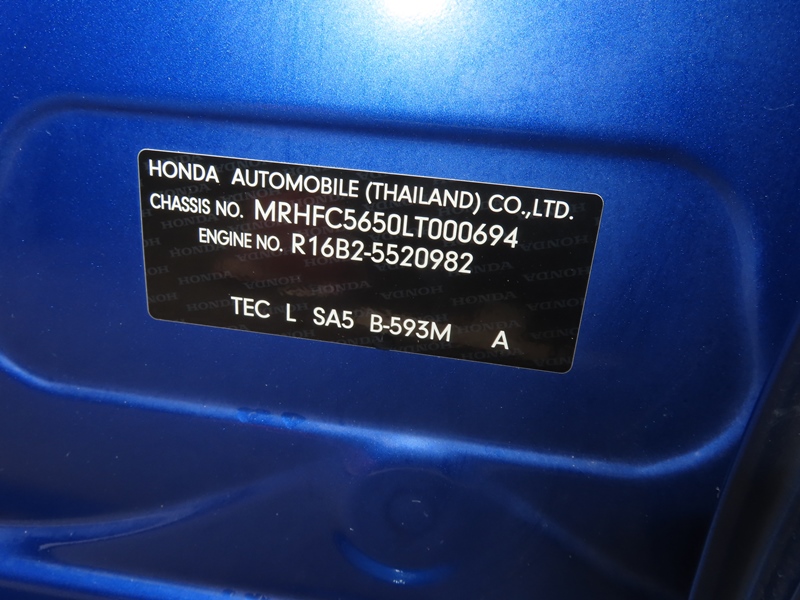 HONDA AUTOMOBILE (THAILAND) CO.,LTD.
CHASSIS NO. MRHFC5650LT000694
ENGINE NO. R16B2-5520982
TEC L SA5 B-593M A